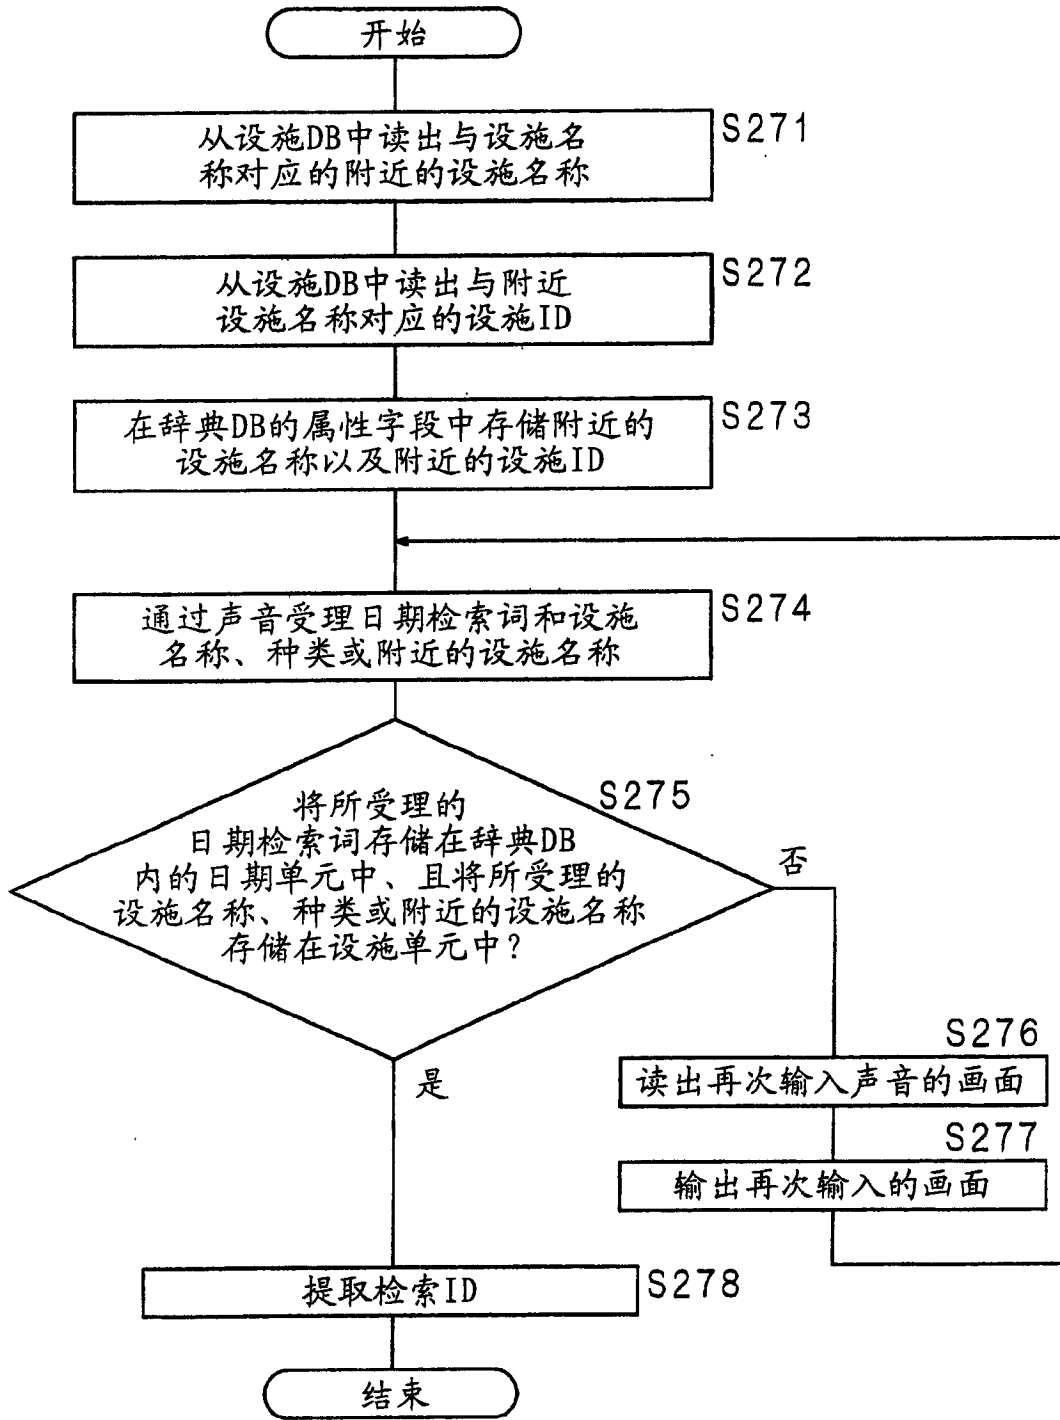 开始
S271
从设施DB中读出与设施名
称对应的附近的设施名称
S272
从设施DB中读出与附近
设施名称对应的设施ID
S273
在辞典DB的属性字段中存储附近的
设施名称以及附近的设施ID
S274
通过声音受理日期检索词和设施
名称、种类或附近的设施名称
S275
将所受理的
日期检索词存储在辞典DB
内的日期单元中、且将所受理的
设施名称、种类或附近的设施名称
存储在设施单元中？
否
是
S276
读出再次输入声音的画面
S277
输出再次输入的画面
S278
提取检索ID
结束